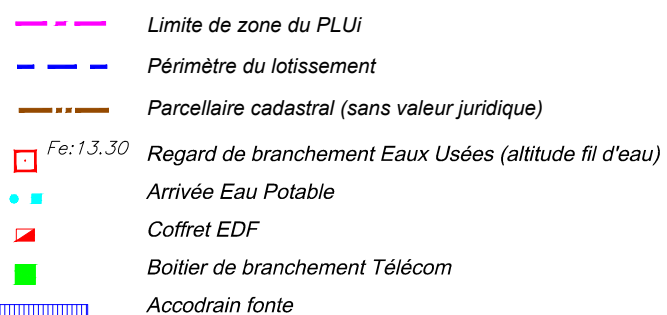 Limite de zone du PLUi
Périmètre du lotissement
Parcellaire cadastral (sans valeur juridique)
Fe:13.30 Regard de branchement Eaux Usées (altitude fil d'eau)
Arrivée Eau Potable
Coffret EDF
Boitier de branchement Télécom
Accodrain fonte